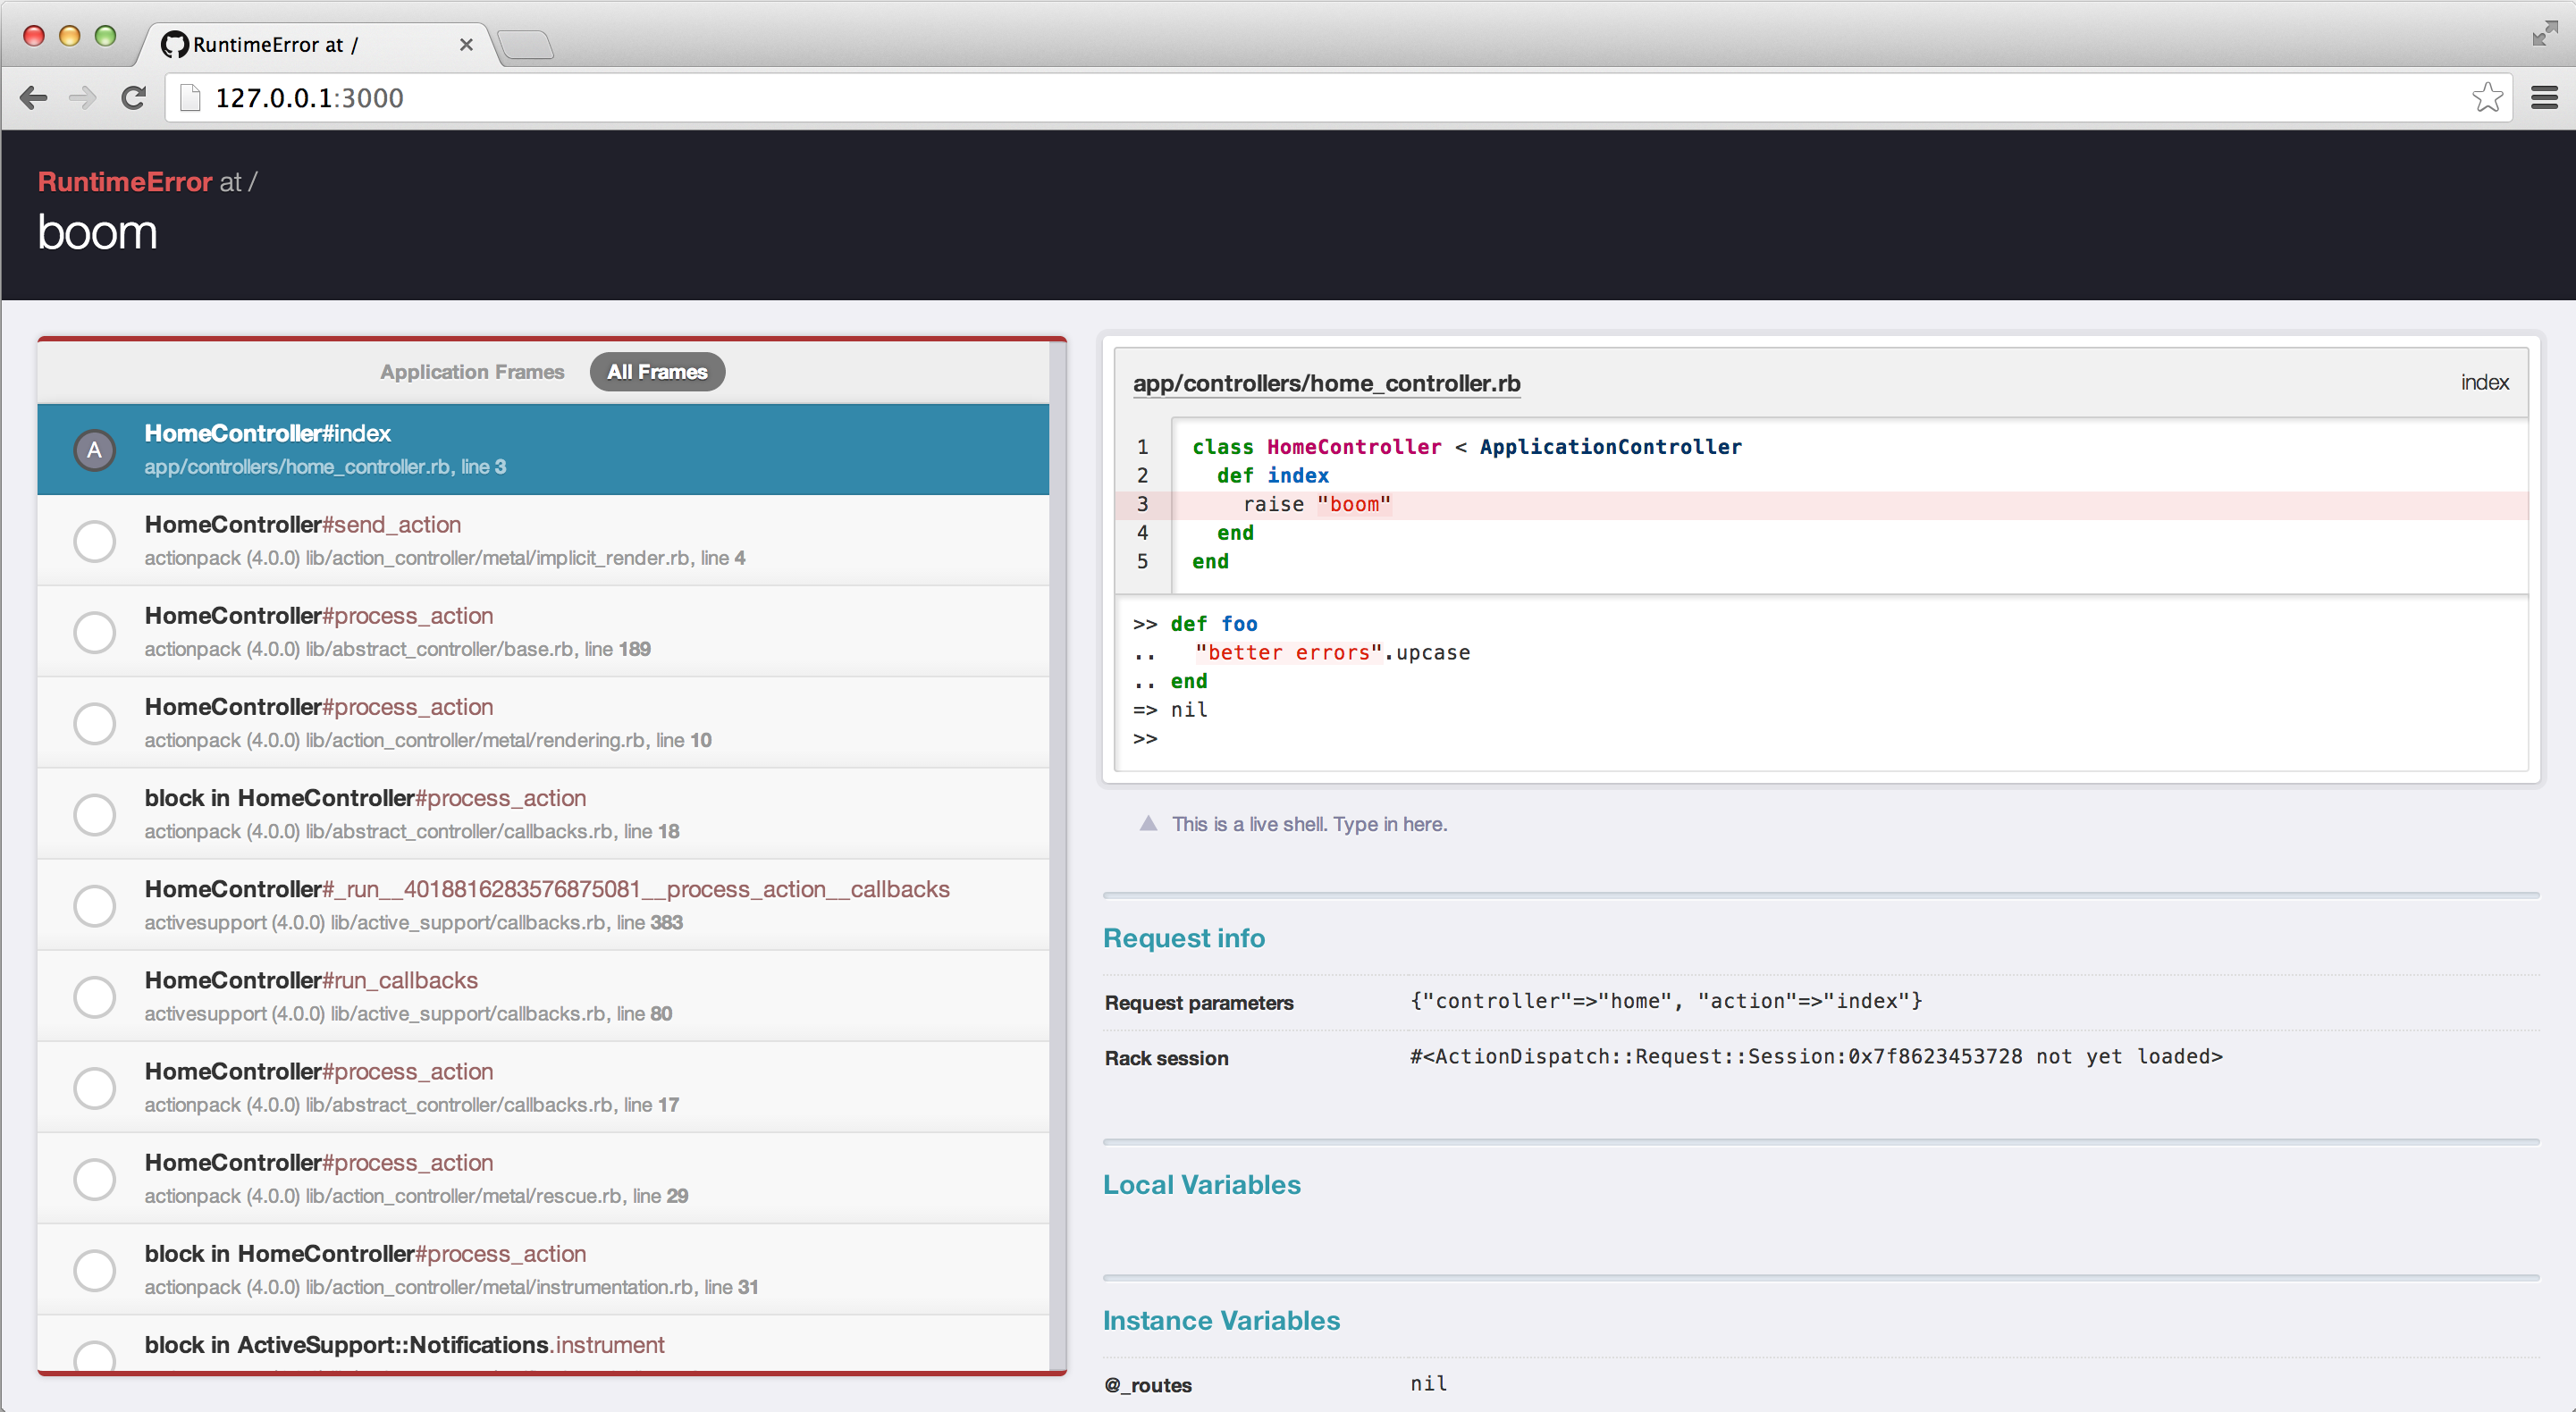 RuntimeError at /
127.0.0.1:3000
RuntimeError at /
boom
Application Frames All Frames
A
HomeController#index
app/controllers/home_controller.rb, line 3
HomeController#send_action
actionpack (4.0.0) lib/action_controller/metal/implicit_render.rb, line 4
HomeController#process_action
actionpack (4.0.0) lib/abstract_controller/base.rb, line 189
HomeController#process_action
actionpack (4.0.0) lib/action_controller/metal/rendering.rb, line 10
block in HomeController#process_action
actionpack (4.0.0) lib/abstract_controller/callbacks.rb, line 18
HomeController#_run__4018816283576875081__process_action__callbacks
activesupport (4.0.0) lib/active_support/callbacks.rb, line 383
HomeController#run_callbacks
activesupport (4.0.0) lib/active_support/callbacks.rb, line 80
HomeController#process_action
actionpack (4.0.0) lib/abstract_controller/callbacks.rb, line 17
HomeController#process_action
actionpack (4.0.0) lib/action_controller/metal/rescue.rb, line 29
block in HomeController#process_action
actionpack (4.0.0) lib/action_controller/metal/instrumentation.rb, line 31
block in ActiveSupport::Notifications.instrument
app/controllers/home_controller.rb index
1 class HomeController < ApplicationController
2 def index
3 raise "boom"
4 end
5 end
>> def foo
.. "better errors".upcase
.. end
=> nil
>>
This is a live shell. Type in here.
Request info
Request parameters {"controller"=>"home", "action"=>"index"}
Rack session #<ActionDispatch::Request::Session:0x7f8623453728 not yet loaded>
Local Variables
Instance Variables
@_routes nil